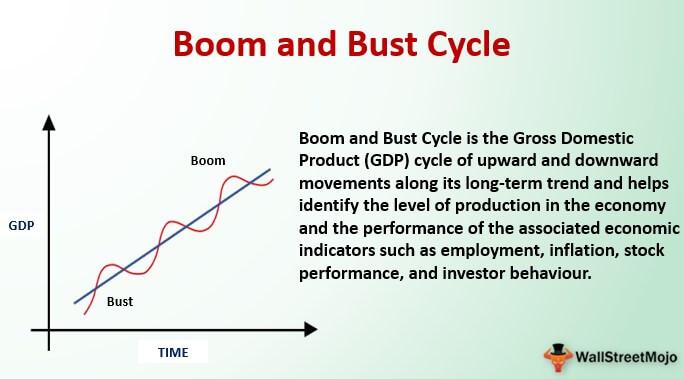 Boom and Bust Cycle
Boom
GDP
Bust
TIME
Boom and Bust Cycle is the Gross Domestic
Product (GDP) cycle of upward and downward
movements along its long-term trend and helps
identify the level of production in the economy
and the performance of the associated economic
indicators such as employment, inflation, stock
performance, and investor behaviour.
WallStreetMojo